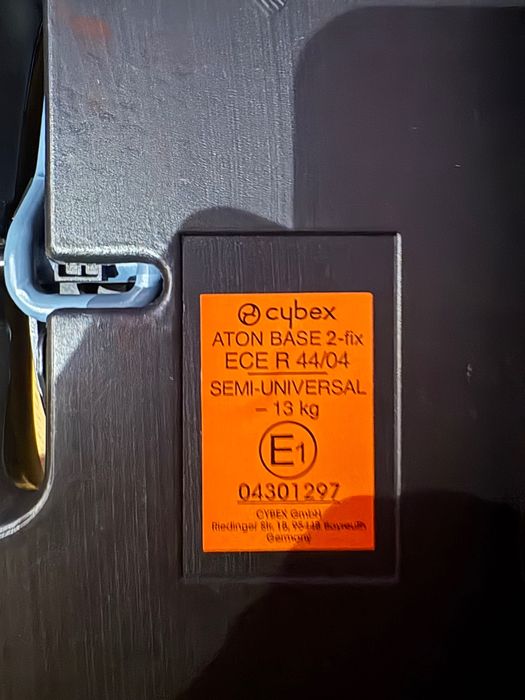 cybex
ATON BASE 2-fix
ECE R 44/04
SEMI-UNIVERSAL
– 13 kg
E1
04301297
CYBEX GmbH
Riedinger Str. 18, 95448 Bayreuth
Germany